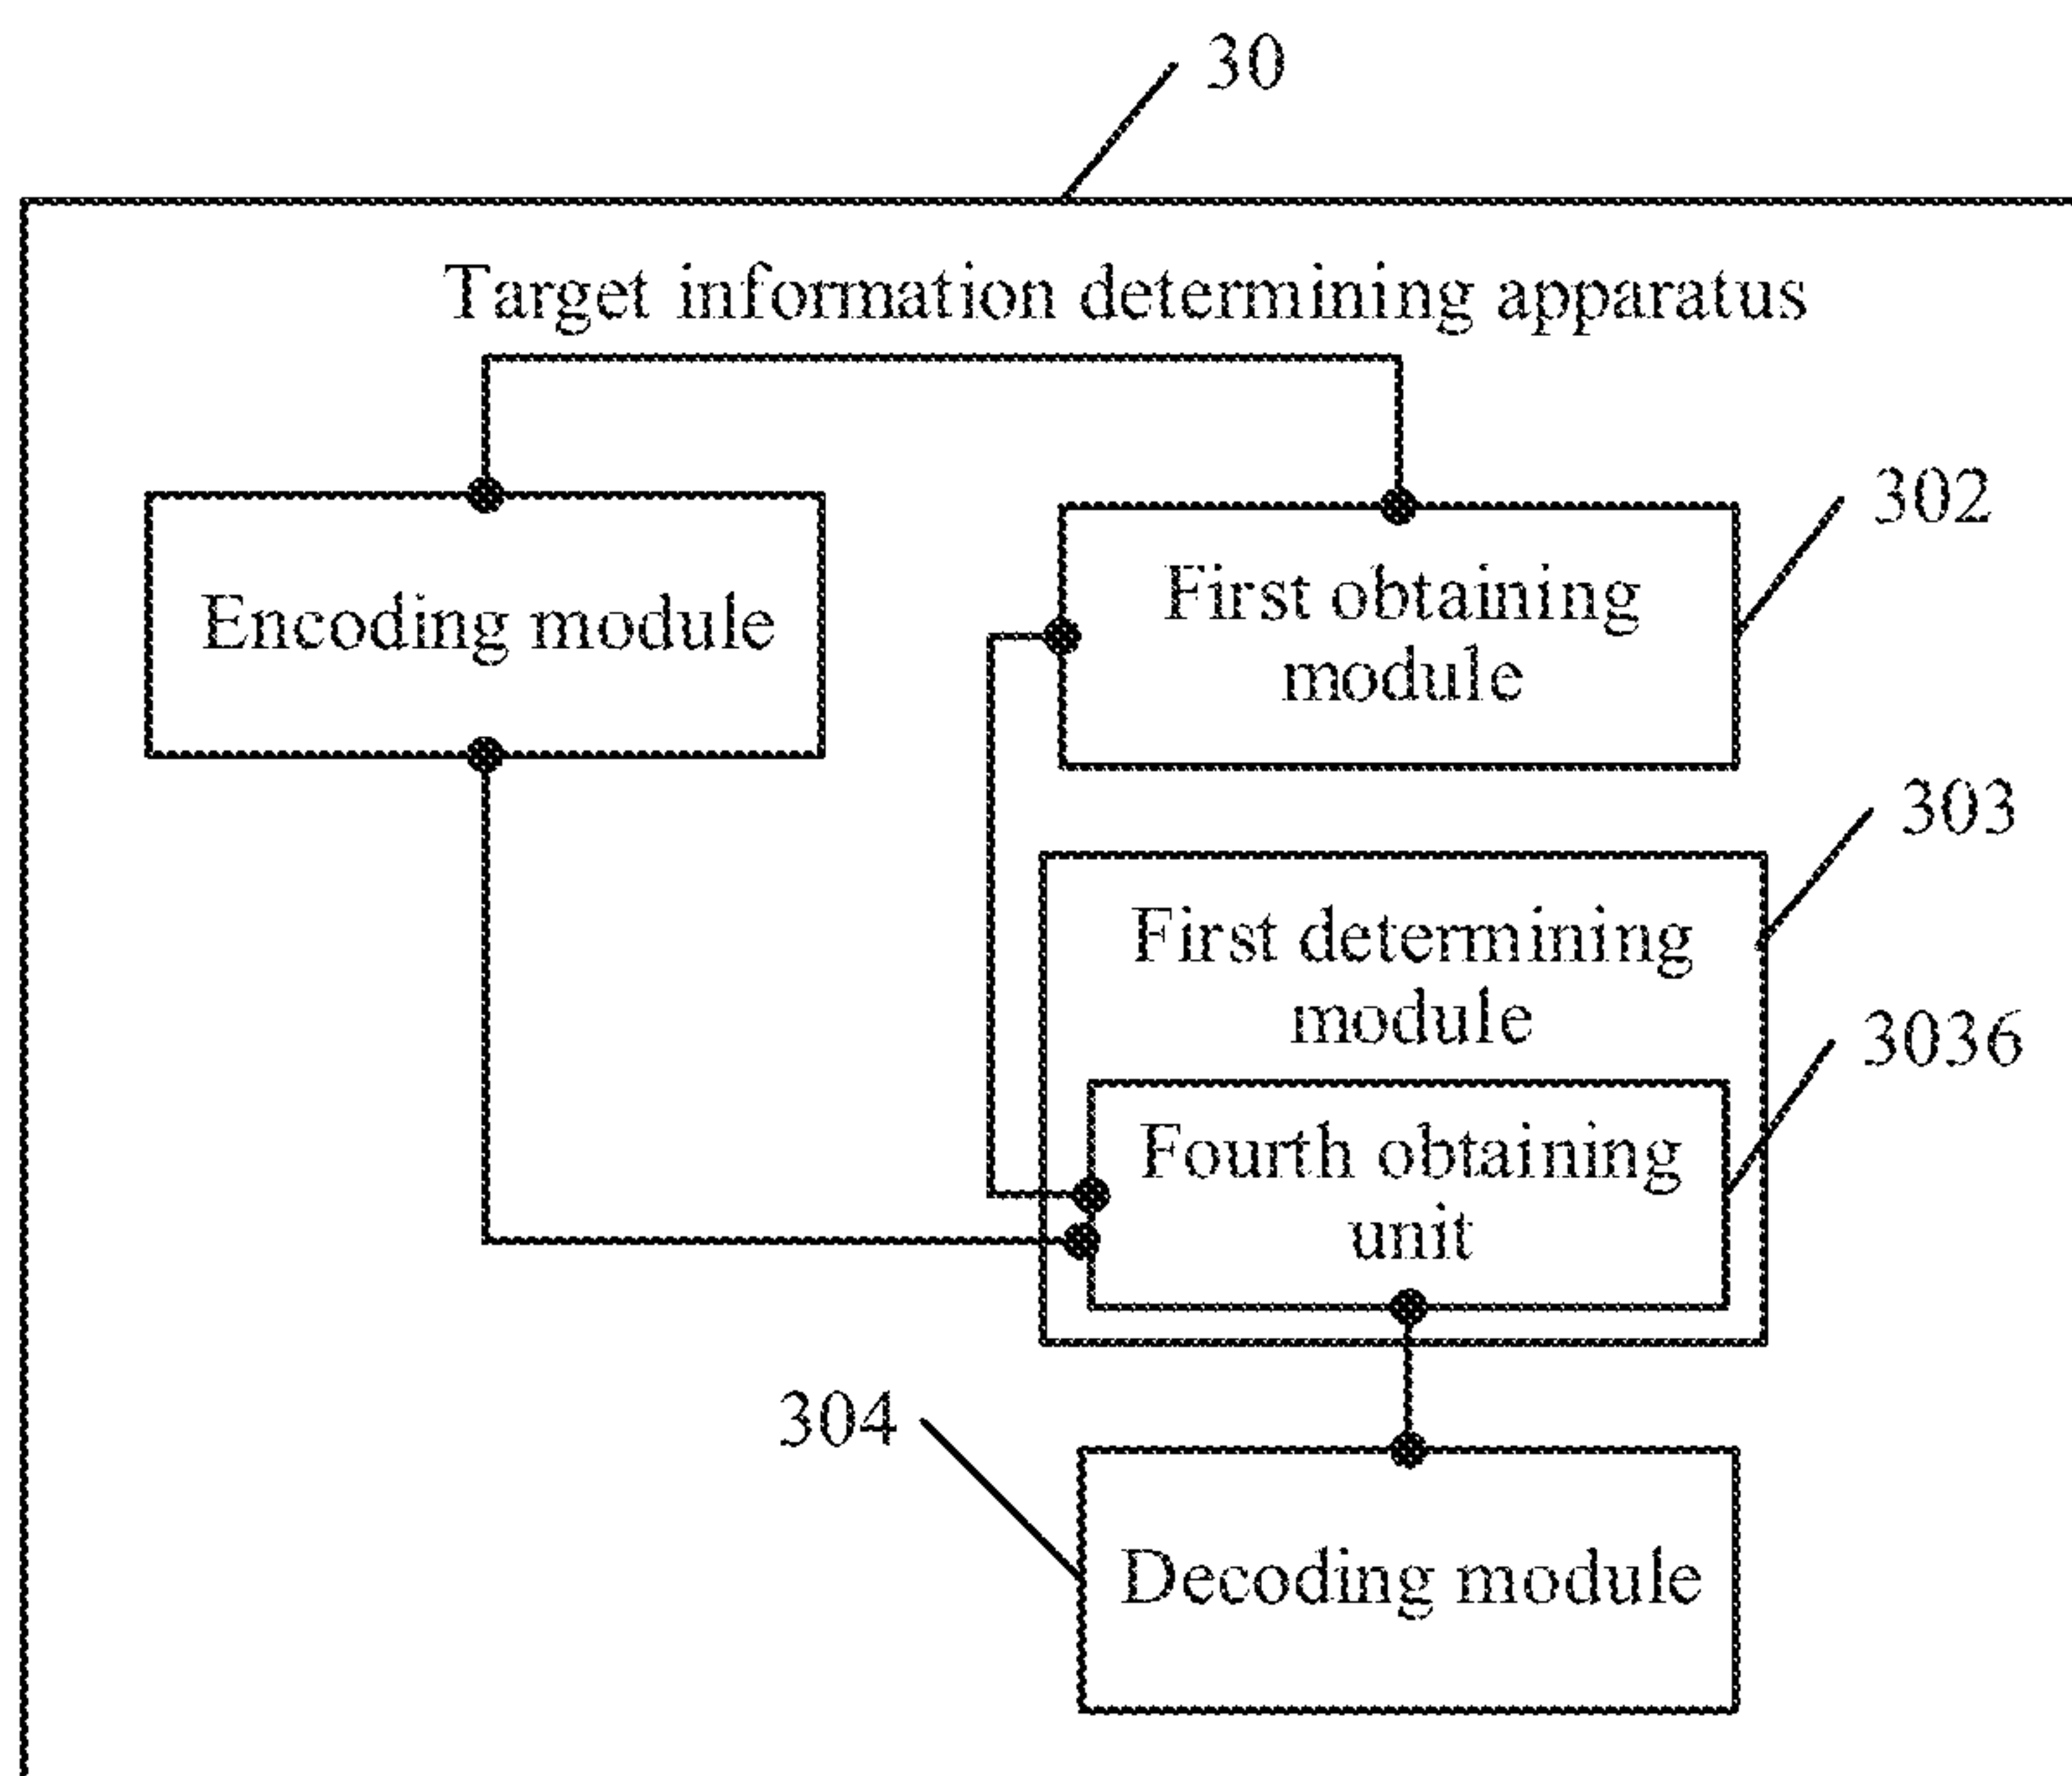 30
Target information determining apparatus
302
Encoding module
First obtaining
module
303
First determining
module
3036
Fourth obtaining
unit
304
Decoding module